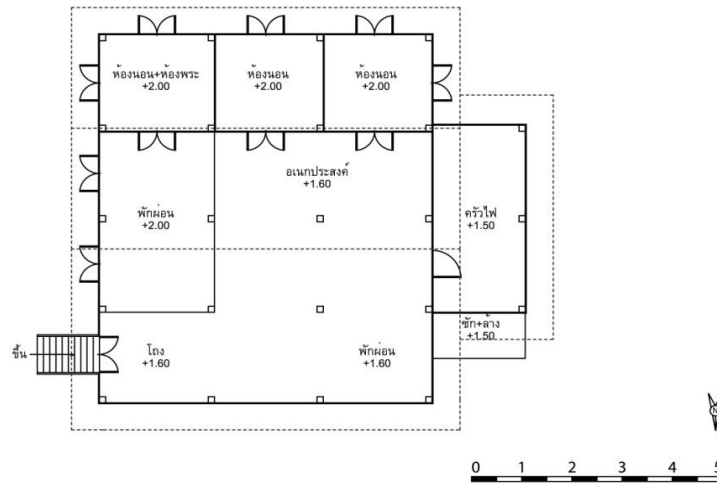 ห้องนอน+ห้องพระ
+2.00
ห้องนอน
+2.00
ห้องนอน
+2.00
อเนกประสงค์
+1.60
พักผ่อน
+2.00
ครัวไฟ
+1.50
ซัก+ล้าง
+1.50
ขึ้น
โถง
+1.60
พักผ่อน
+1.60
N
0 1 2 3 4 5